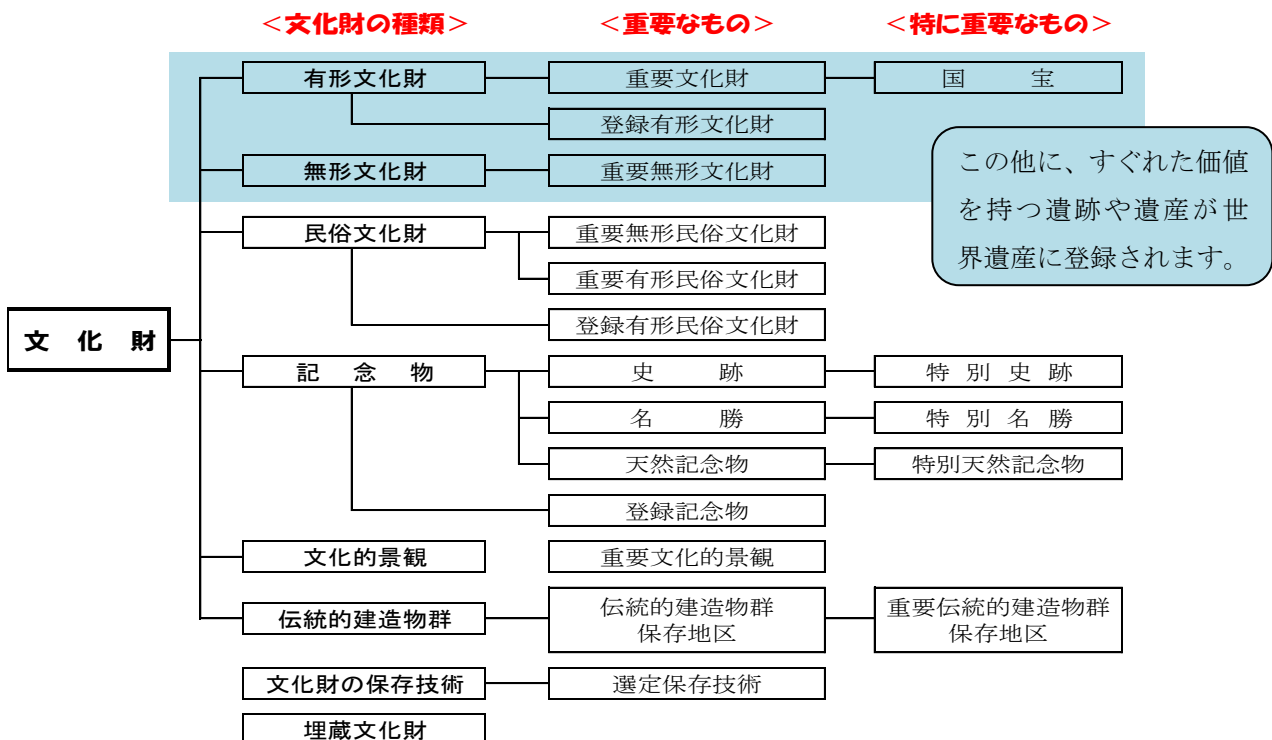 ＜文化財の種類＞ ＜重要なもの＞ ＜特に重要なもの＞
有形文化財 重要文化財 国宝
登録有形文化財
無形文化財 重要無形文化財
この他に、すぐれた価値
を持つ遺跡や遺産が世
界遺産に登録されます。
民俗文化財 重要無形民俗文化財
重要有形民俗文化財
登録有形民俗文化財
文化財
記念物 史跡 特別史跡
名勝 特別名勝
天然記念物 特別天然記念物
登録記念物
文化的景観 重要文化的景観
伝統的建造物群 伝統的建造物群 重要伝統的建造物群
保存地区 保存地区
文化財の保存技術 選定保存技術
埋蔵文化財